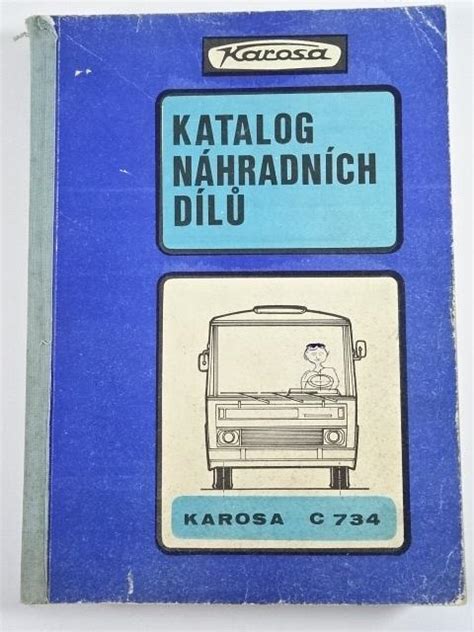 Karosa
KATALOG
NÁHRADNÍCH
DÍLŮ
KAROSA C 734